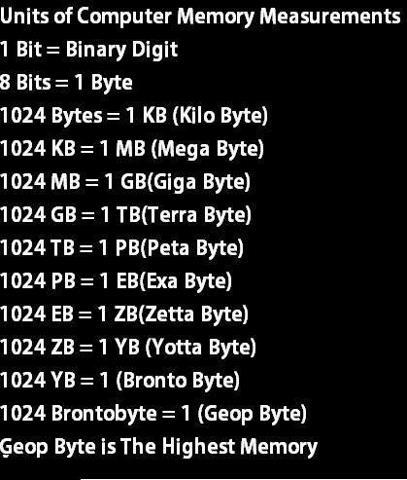 Units of Computer Memory Measurements
1 Bit = Binary Digit
8 Bits = 1 Byte
1024 Bytes = 1 KB (Kilo Byte)
1024 KB = 1 MB (Mega Byte)
1024 MB = 1 GB(Giga Byte)
1024 GB = 1 TB(Terra Byte)
1024 TB = 1 PB(Peta Byte)
1024 PB = 1 EB(Exa Byte)
1024 EB = 1 ZB(Zetta Byte)
1024 ZB = 1 YB (Yotta Byte)
1024 YB = 1 (Bronto Byte)
1024 Brontobyte = 1 (Geop Byte)
Geop Byte is The Highest Memory